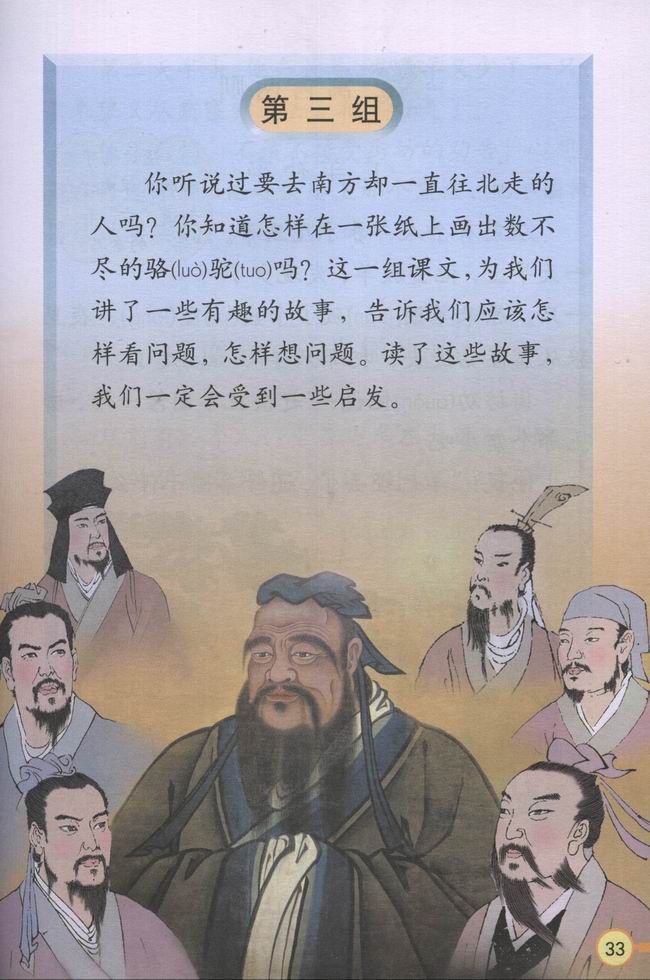 第三组
你听说过要去南方却一直往北走的
人吗？你知道怎样在一张纸上画出数不
尽的骆(luò)驼(tuo)吗？这一组课文，为我们
讲了一些有趣的故事，告诉我们应该怎
样看问题，怎样想问题。读了这些故事，
我们一定会受到一些启发。
33